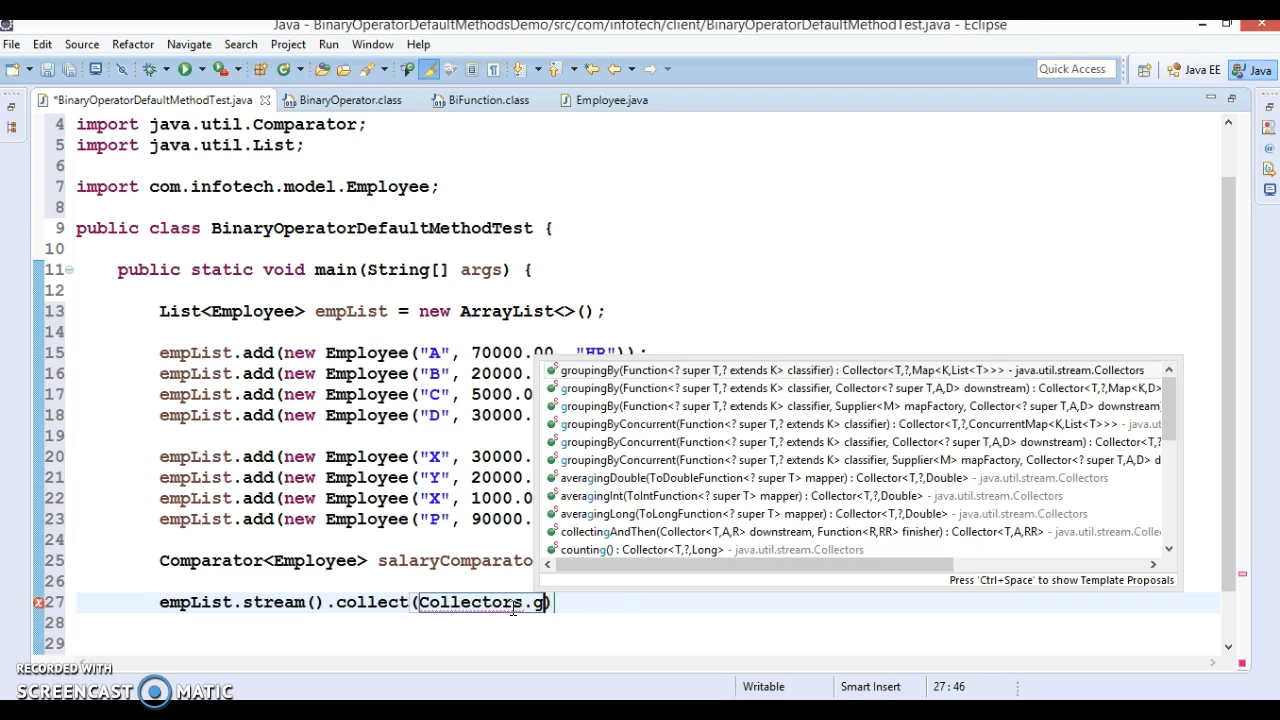 Java - BinaryOperatorDefaultMethodsDemo/src/com/infotech/client/BinaryOperatorDefaultMethodTest.java - Eclipse
File Edit Source Refactor Navigate Search Project Run Window Help
Quick Access Java EE Java
*BinaryOperatorDefaultMethodTest.java BinaryOperator.class BiFunction.class Employee.java
4 import java.util.Comparator;
5 import java.util.List;
6
7 import com.infotech.model.Employee;
8
9 public class BinaryOperatorDefaultMethodTest {
10
11 public static void main(String[] args) {
12
13 List<Employee> empList = new ArrayList<>();
14
15 empList.add(new Employee("A", 70000.00, "HR"));
16 empList.add(new Employee("B", 20000.
17 empList.add(new Employee("C", 5000.0
18 empList.add(new Employee("D", 30000.
19
20 empList.add(new Employee("X", 30000.
21 empList.add(new Employee("Y", 20000.
22 empList.add(new Employee("X", 1000.0
23 empList.add(new Employee("P", 90000.
24
25 Comparator<Employee> salaryComparato
26
27 empList.stream().collect(Collectors.g)
28
29
groupingBy(Function<? super T,? extends K> classifier) : Collector<T,?,Map<K,List<T>>> - java.util.stream.Collectors
groupingBy(Function<? super T,? extends K> classifier, Collector<? super T,A,D> downstream) : Collector<T,?,Map<K,D>
groupingBy(Function<? super T,? extends K> classifier, Supplier<M> mapFactory, Collector<? super T,A,D> downstream)
groupingByConcurrent(Function<? super T,? extends K> classifier) : Collector<T,?,ConcurrentMap<K,List<T>>> - java.ut
groupingByConcurrent(Function<? super T,? extends K> classifier, Collector<? super T,A,D> downstream) : Collector<T,?
groupingByConcurrent(Function<? super T,? extends K> classifier, Supplier<M> mapFactory, Collector<? super T,A,D> d
averagingDouble(ToDoubleFunction<? super T> mapper) : Collector<T,?,Double> - java.util.stream.Collectors
averagingInt(ToIntFunction<? super T> mapper) : Collector<T,?,Double> - java.util.stream.Collectors
averagingLong(ToLongFunction<? super T> mapper) : Collector<T,?,Double> - java.util.stream.Collectors
collectingAndThen(Collector<T,A,R> downstream, Function<R,RR> finisher) : Collector<T,A,RR> - java.util.stream.Colle
counting() : Collector<T,?,Long> - java.util.stream.Collectors
Press 'Ctrl+Space' to show Template Proposals
RECORDED WITH
SCREENCAST MATIC
Writable Smart Insert 27 : 46